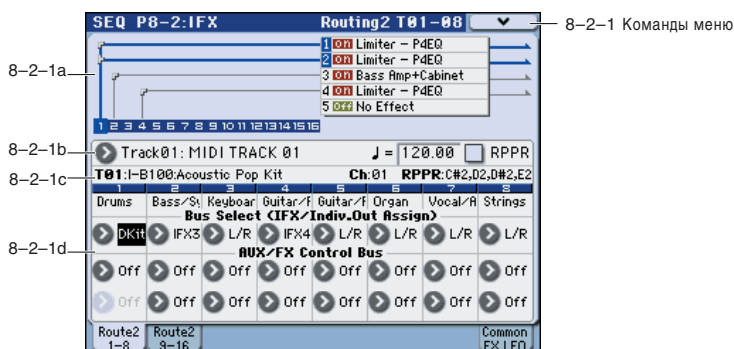 SEQ P8-2:IFX Routing2 T01-08
8–2–1 Команды меню
1 On Limiter – P4EQ
2 On Limiter – P4EQ
8–2–1a
3 On Bass Amp+Cabinet
4 On Limiter – P4EQ
5 Off No Effect
1 2 3 4 5 6 7 8 9 10 11 12 13 14 15 16
8–2–1b
Track01: MIDI TRACK 01 ♩= 120.00 RPPR
8–2–1c
T01:I-B100:Acoustic Pop Kit Ch:01 RPPR:C#2,D2,D#2,E2
1 2 3 4 5 6 7 8
Drums Bass/Sy Keyboar Guitar/F Guitar/F Organ Vocal/A Strings
Bus Select (IFX/Indiv.Out Assign)
DKit IFX3 L/R IFX4 L/R L/R L/R L/R
8–2–1d
AUX/FX Control Bus
Off Off Off Off Off Off Off Off
Off Off Off Off Off Off Off Off
Route2 1-8 Route2 9-16 Common FX LFO